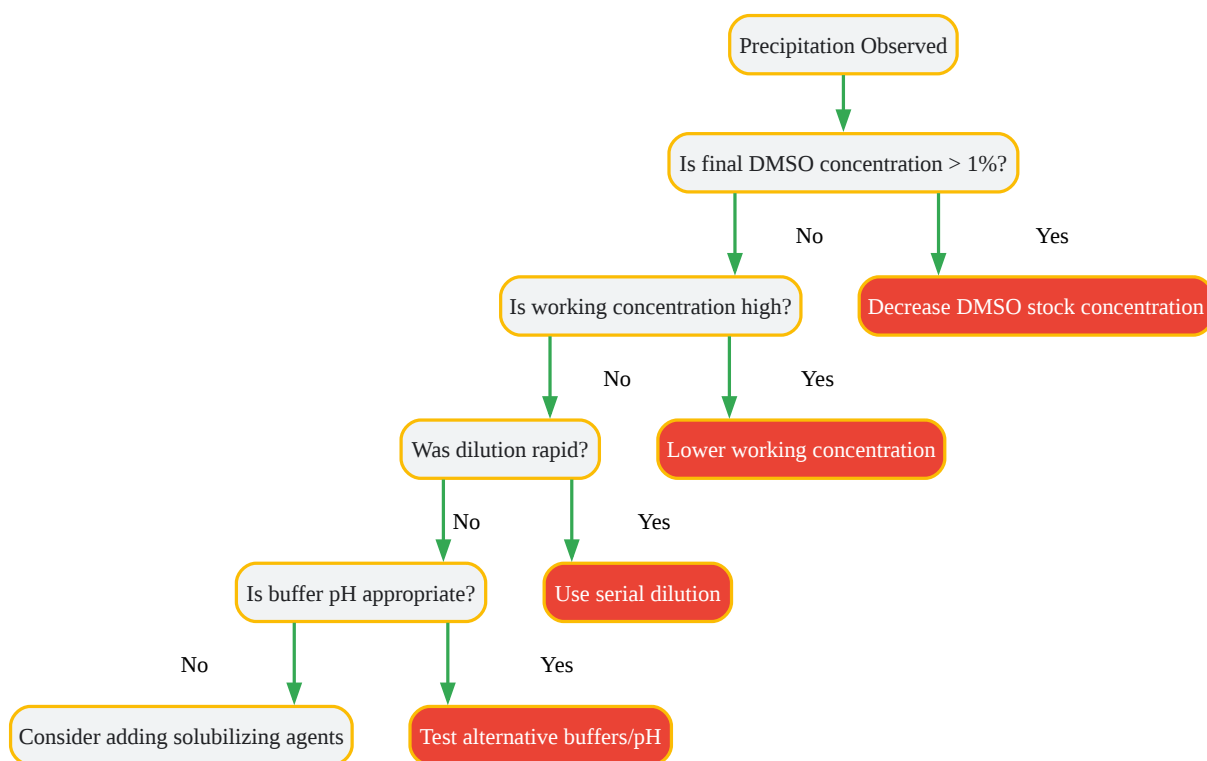 Precipitation Observed
Is final DMSO concentration > 1%?
No
Yes
Is working concentration high?
Decrease DMSO stock concentration
No
Yes
Was dilution rapid?
Lower working concentration
No
Yes
Is buffer pH appropriate?
Use serial dilution
No
Yes
Consider adding solubilizing agents
Test alternative buffers/pH